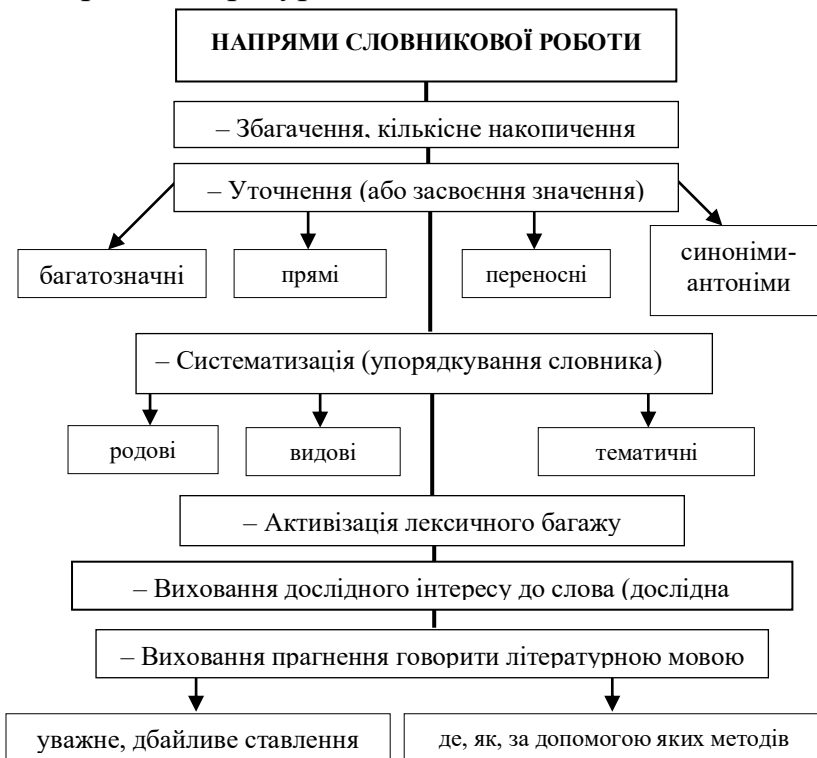 НАПРЯМИ СЛОВНИКОВОЇ РОБОТИ
– Збагачення, кількісне накопичення
– Уточнення (або засвоєння значення)
багатозначні
прямі
переносні
синоніми-
антоніми
– Систематизація (упорядкування словника)
родові
видові
тематичні
– Активізація лексичного багажу
– Виховання дослідного інтересу до слова (дослідна
– Виховання прагнення говорити літературною мовою
уважне, дбайливе ставлення
де, як, за допомогою яких методів